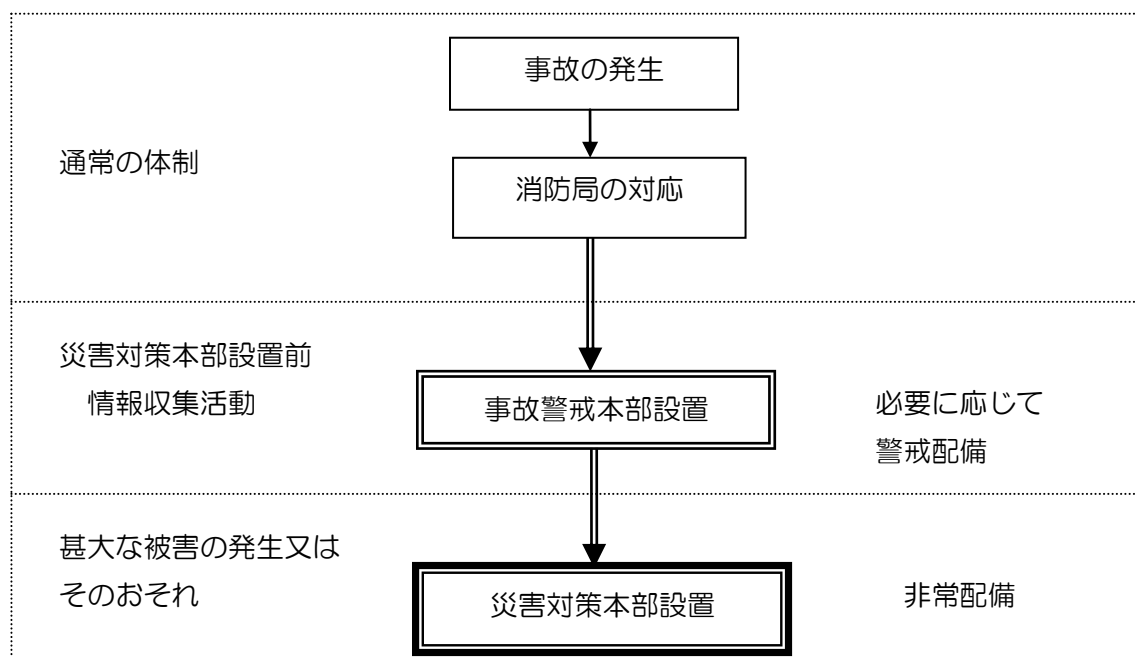 事故の発生
通常の体制
消防局の対応
災害対策本部設置前
情報収集活動
事故警戒本部設置
必要に応じて
警戒配備
甚大な被害の発生又は
そのおそれ
災害対策本部設置
非常配備